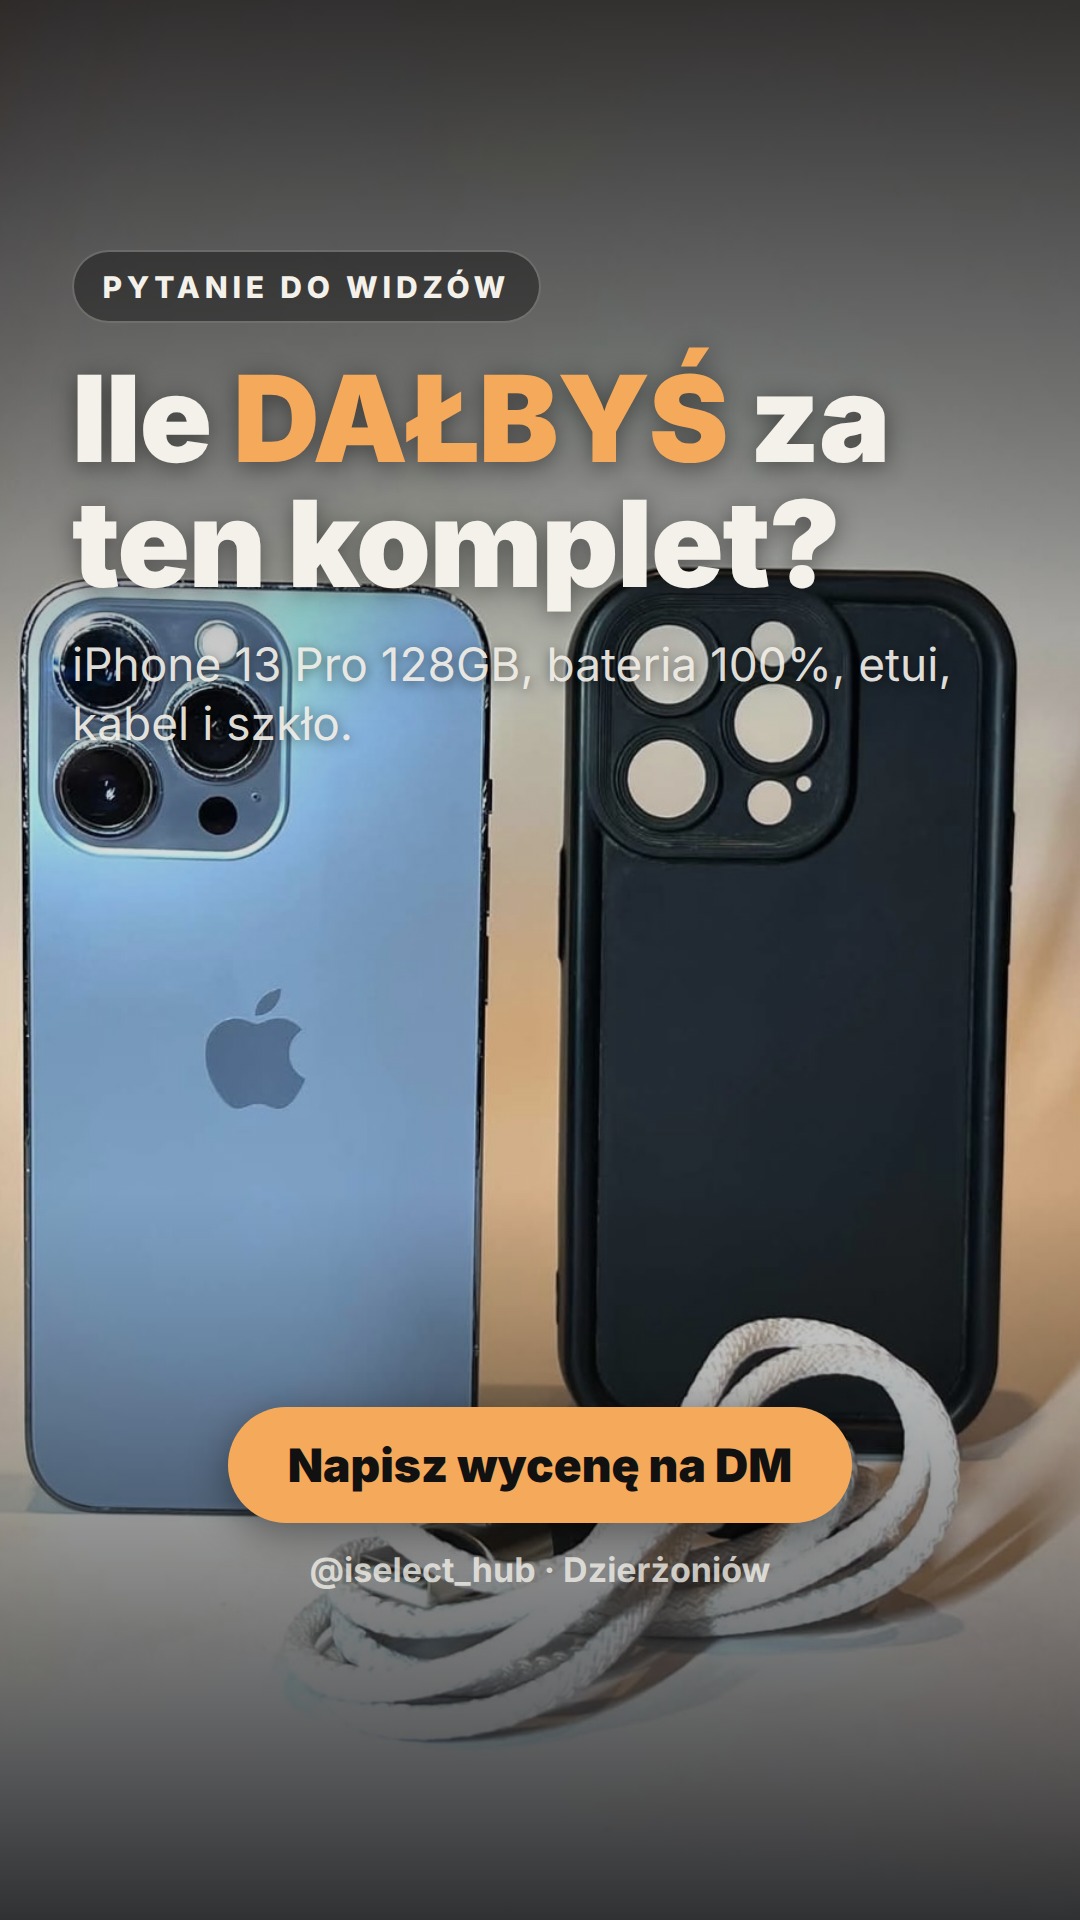 PYTANIE DO WIDZÓW
Ile DAŁBYŚ za
ten komplet?
iPhone 13 Pro 128GB, bateria 100%, etui,
kabel i szkło.
Napisz wycenę na DM
@iselect_hub · Dzierżoniów